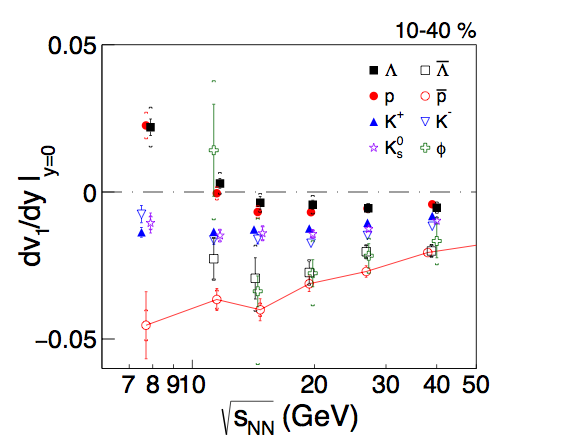 10-40 %
0.05
0
−0.05
dv₁/dy |y=0
Λ Λ̅
p p̅
K⁺ K⁻
K⁰s ϕ
7 8 9 10 20 30 40 50
√sNN (GeV)